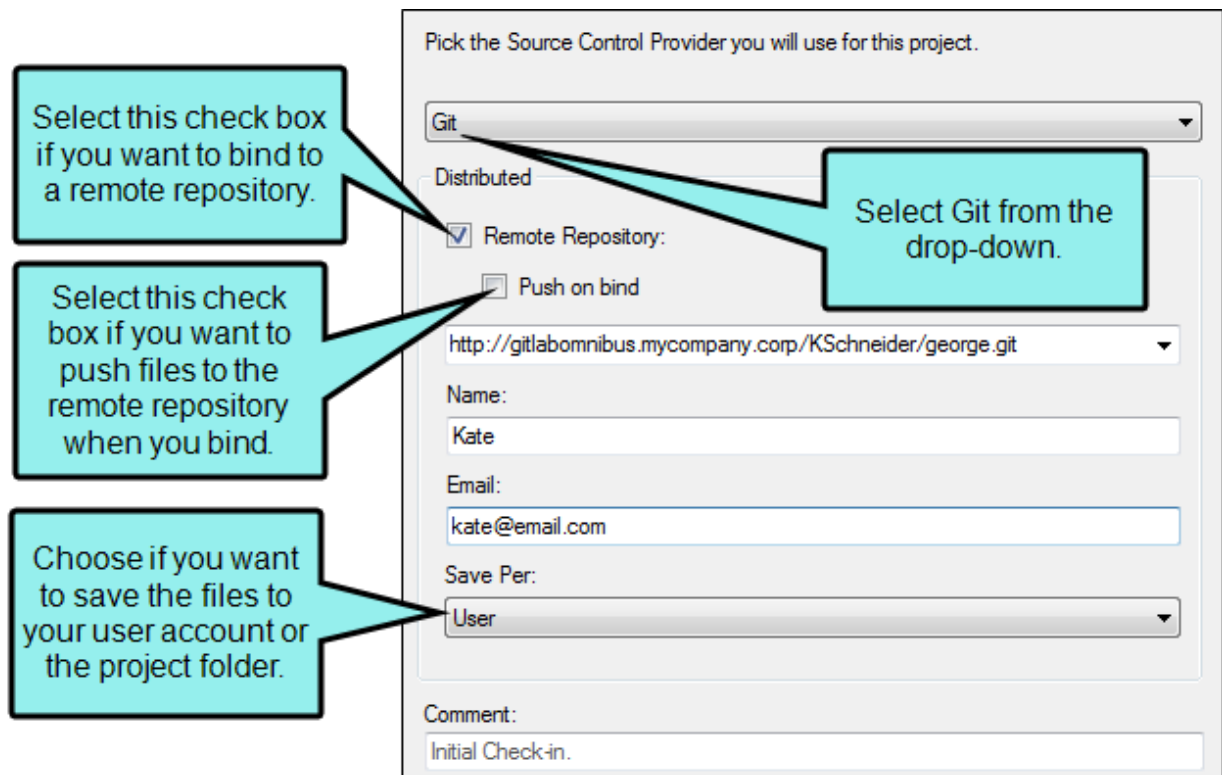 Pick the Source Control Provider you will use for this project.
Select this check box
if you want to bind to
a remote repository.
Git
Select Git from the
drop-down.
Distributed
Remote Repository:
Select this check
box if you want to
push files to the
remote repository
when you bind.
Push on bind
http://gitlabomnibus.mycompany.corp/KSchneider/george.git
Name:
Kate
Email:
kate@email.com
Choose if you want
to save the files to
your user account or
the project folder.
Save Per:
User
Comment:
Initial Check-in.